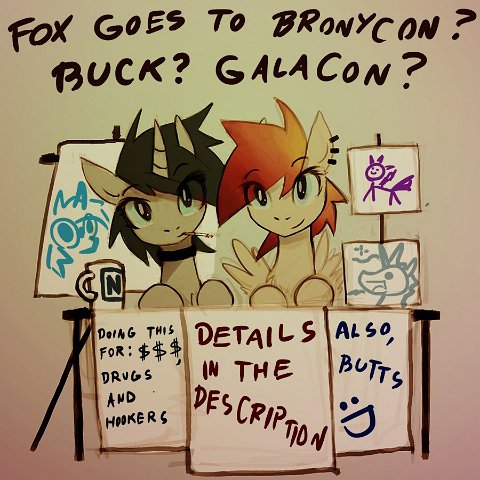 FOX GOES TO BRONYCON?
BUCK? GALACON?
N
DOING THIS
FOR: $$$,
DRUGS
AND
HOOKERS
DETAILS
IN THE
DESCRIPTION
ALSO,
BUTTS
:D